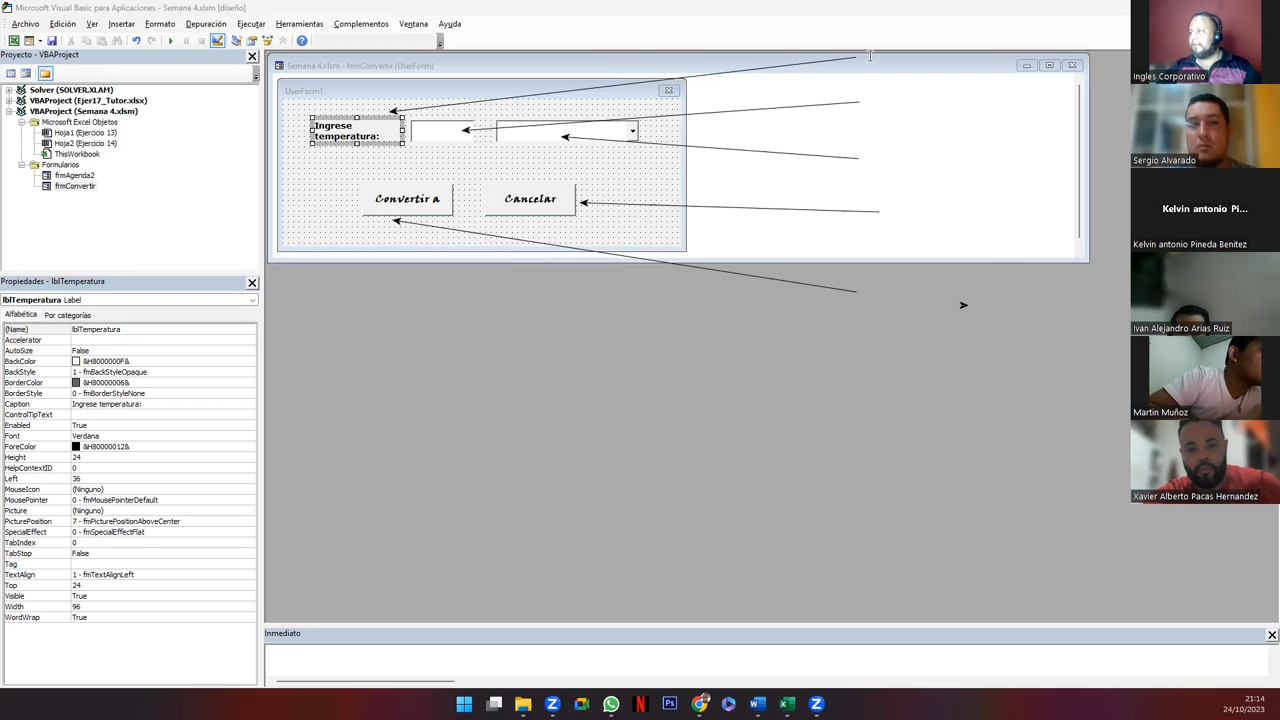 Microsoft Visual Basic para Aplicaciones - Semana 4.xlsm [diseño]
Archivo Edición Ver Insertar Formato Depuración Ejecutar Herramientas Complementos Ventana Ayuda
Proyecto - VBAProject
Solver (SOLVER.XLAM)
VBAProject (Ejer17_Tutor.xlsx)
VBAProject (Semana 4.xlsm)
Microsoft Excel Objetos
Hoja1 (Ejercicio 13)
Hoja2 (Ejercicio 14)
ThisWorkbook
Formularios
frmAgenda2
frmConvertir
Propiedades - lblTemperatura
lblTemperatura Label
Alfabética Por categorías
(Name) lblTemperatura
Accelerator
AutoSize False
BackColor &H8000000F&
BackStyle 1 - fmBackStyleOpaque
BorderColor &H80000006&
BorderStyle 0 - fmBorderStyleNone
Caption Ingrese temperatura:
ControlTipText
Enabled True
Font Verdana
ForeColor &H80000012&
Height 24
HelpContextID 0
Left 36
MouseIcon (Ninguno)
MousePointer 0 - fmMousePointerDefault
Picture (Ninguno)
PicturePosition 7 - fmPicturePositionAboveCenter
SpecialEffect 0 - fmSpecialEffectFlat
TabIndex 0
TabStop False
Tag
TextAlign 1 - fmTextAlignLeft
Top 24
Visible True
Width 96
WordWrap True
Semana 4.xlsm - frmConvertir (UserForm)
UserForm1
Ingrese
temperatura:
Convertir a
Cancelar
Inmediato
Ingles Corporativo
Sergio Alvarado
Kelvin antonio Pi...
Kelvin antonio Pineda Benitez
Ivan Alejandro Arias Ruiz
Martin Muñoz
Xavier Alberto Pacas Hernandez
21:14
24/10/2023